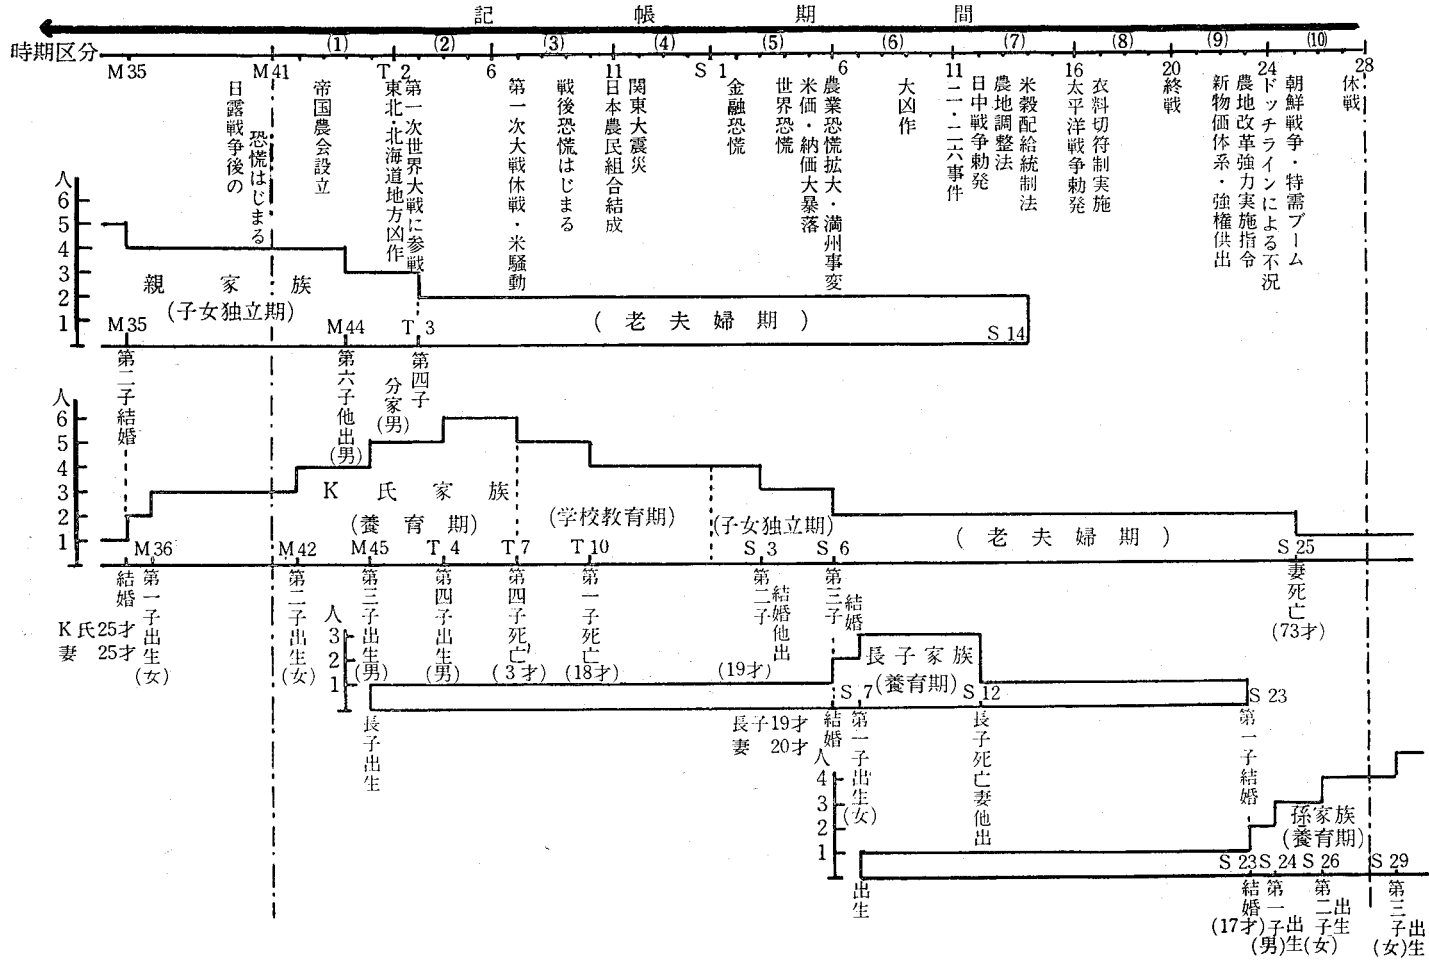 記帳期間
時期区分
(1) (2) (3) (4) (5) (6) (7) (8) (9) (10)
M35 M41 T2 6 11 S1 6 11 16 20 24 28
日露戦争後の
恐慌はじまる
帝国農会設立
東北・北海道地方凶作
第一次世界大戦に参戦
第一次大戦休戦・米騒動
戦後恐慌はじまる
日本農民組合結成
関東大震災
金融恐慌
世界恐慌
米価・納価大暴落
農業恐慌拡大・満州事変
大凶作
二・二六事件
日中戦争勃発
農地調整法
米穀配給統制法
太平洋戦争勃発
衣料切符制実施
終戦
新物価体系・強権供出
農地改革強力実施指令
ドッチラインによる不況
朝鮮戦争・特需ブーム
休戦
人
6
5
4
3
2
1
親家族
(子女独立期)
(老夫婦期)
M35 M44 T3 S14
第二子結婚
第六子他出(男)
第四子
分家(男)
人
6
5
4
3
2
1
K氏家族
(養育期)
(学校教育期)
(子女独立期)
(老夫婦期)
M36 M42 M45 T4 T7 T10 S3 S6 S25
結婚
K氏25才
妻 25才
第一子出生(女)
第二子出生(女)
第三子出生(男)
第四子出生(男)
第四子死亡(3才)
第一子死亡(18才)
第二子
結婚他出
(19才)
第三子
結婚
妻死亡
(73才)
人
3
2
1
長子家族
(養育期)
S7 S12 S23
長子出生
長子19才
妻 20才
結婚
第一子出生(女)
長子死亡妻他出
第一子結婚
人
4
3
2
1
孫家族
(養育期)
S23 S24 S26 S29
出生
結婚
(17才)
第一子
出生
(男)
第二子
出生
(女)
第三子
出生
(女)